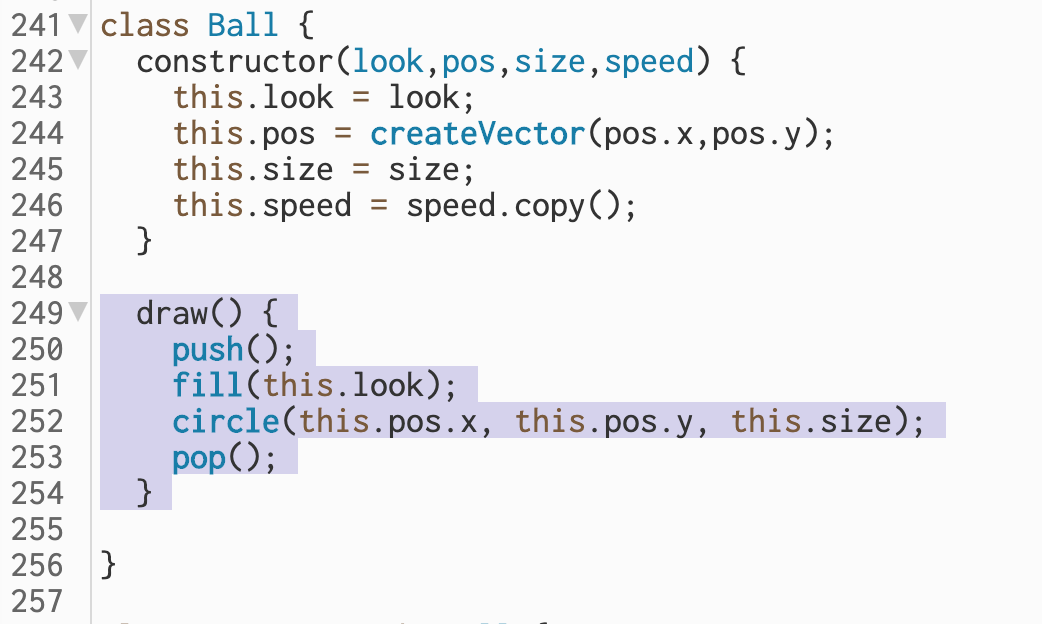 241 class Ball {
242   constructor(look,pos,size,speed) {
243     this.look = look;
244     this.pos = createVector(pos.x,pos.y);
245     this.size = size;
246     this.speed = speed.copy();
247   }
248
249   draw() {
250     push();
251     fill(this.look);
252     circle(this.pos.x, this.pos.y, this.size);
253     pop();
254   }
255
256 }
257